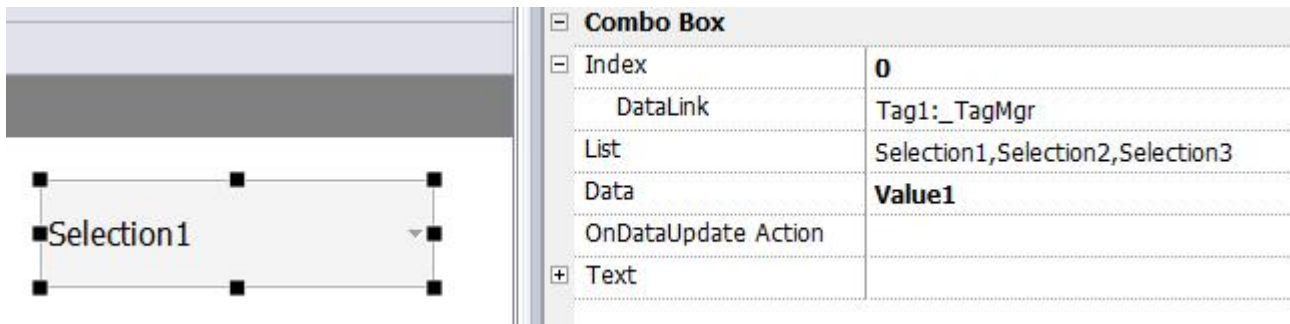 Selection1
Combo Box
Index 0
DataLink Tag1:_TagMgr
List Selection1,Selection2,Selection3
Data Value1
OnDataUpdate Action
Text